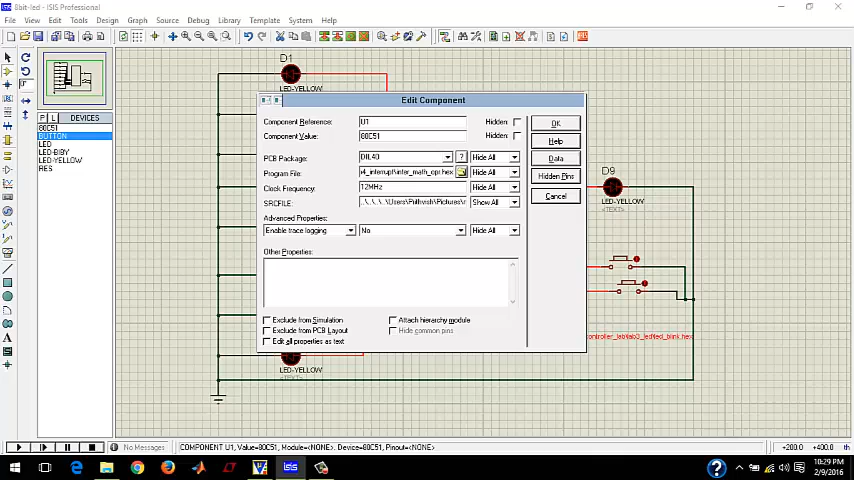 8bit-led - ISIS Professional
File View Edit Tools Design Graph Source Debug Library Template System Help
D1
LED-YELLOW
P L DEVICES
80C51
BUTTON
LED
LED-BIBY
LED-YELLOW
RES
Edit Component
Component Reference: U1 Hidden:
Component Value: 80C51 Hidden:
PCB Package: DIL40 ? Hide All
Program File: Hide All
Clock Frequency: 12MHz Hide All
SRCFILE: Show All
Advanced Properties:
Enable trace logging No Hide All
Other Properties:
Exclude from Simulation Attach hierarchy module
Exclude from PCB Layout Hide common pins
Edit all properties as text
OK
Help
Data
Hidden Pins
Cancel
D9
LED-YELLOW
<TEXT>
LED-YELLOW
<TEXT>
No Messages COMPONENT U1, Value=80C51, Module=<NONE>. Device=80C51, Pinout=<NONE> +200.0 +400.0 th
10:29 PM
2/9/2016